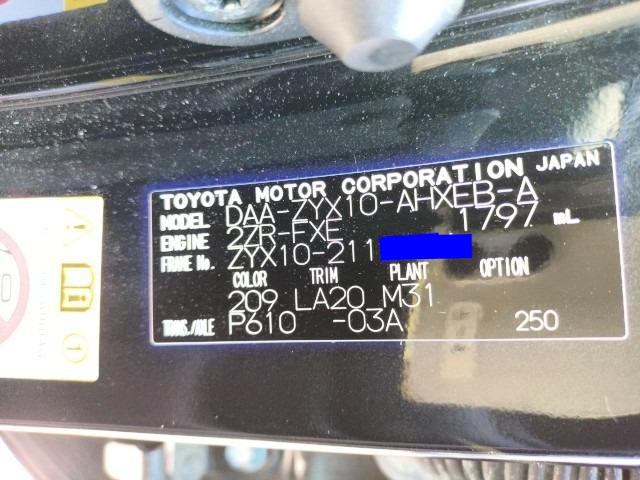 TOYOTA MOTOR CORPORATION JAPAN
MODEL DAA-ZYX10-AHXEB-A
ENGINE 2ZR-FXE 1797 mL
FRAME No. ZYX10-211
COLOR TRIM PLANT OPTION
209 LA20 M31
TRANS./AXLE P610 -03A 250